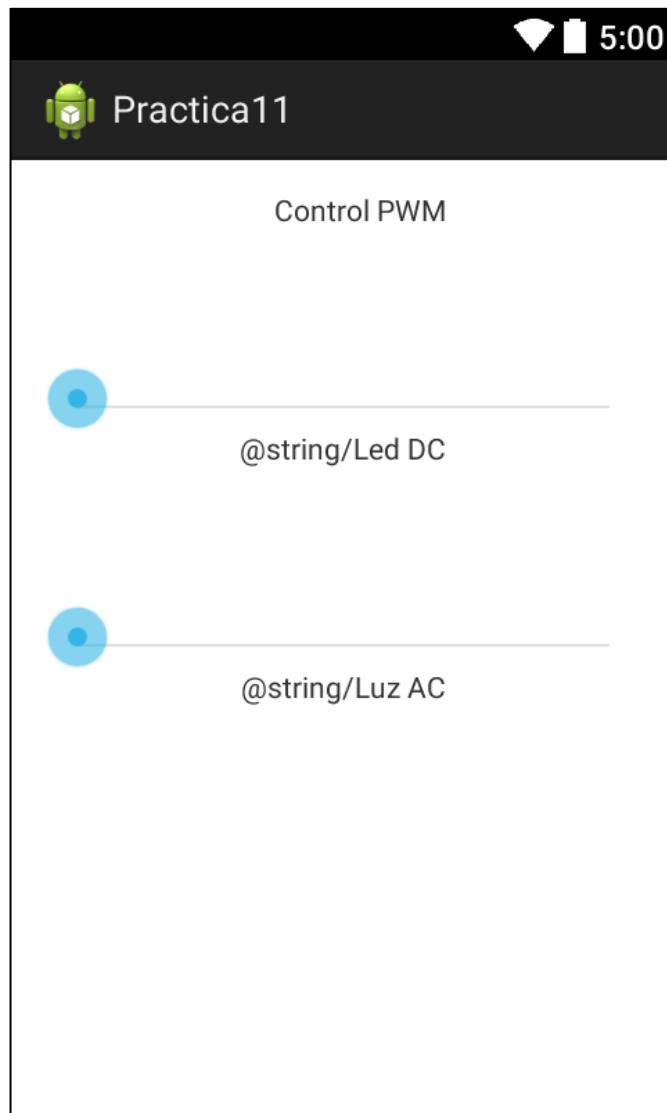 5:00
Practica11
Control PWM
@string/Led DC
@string/Luz AC